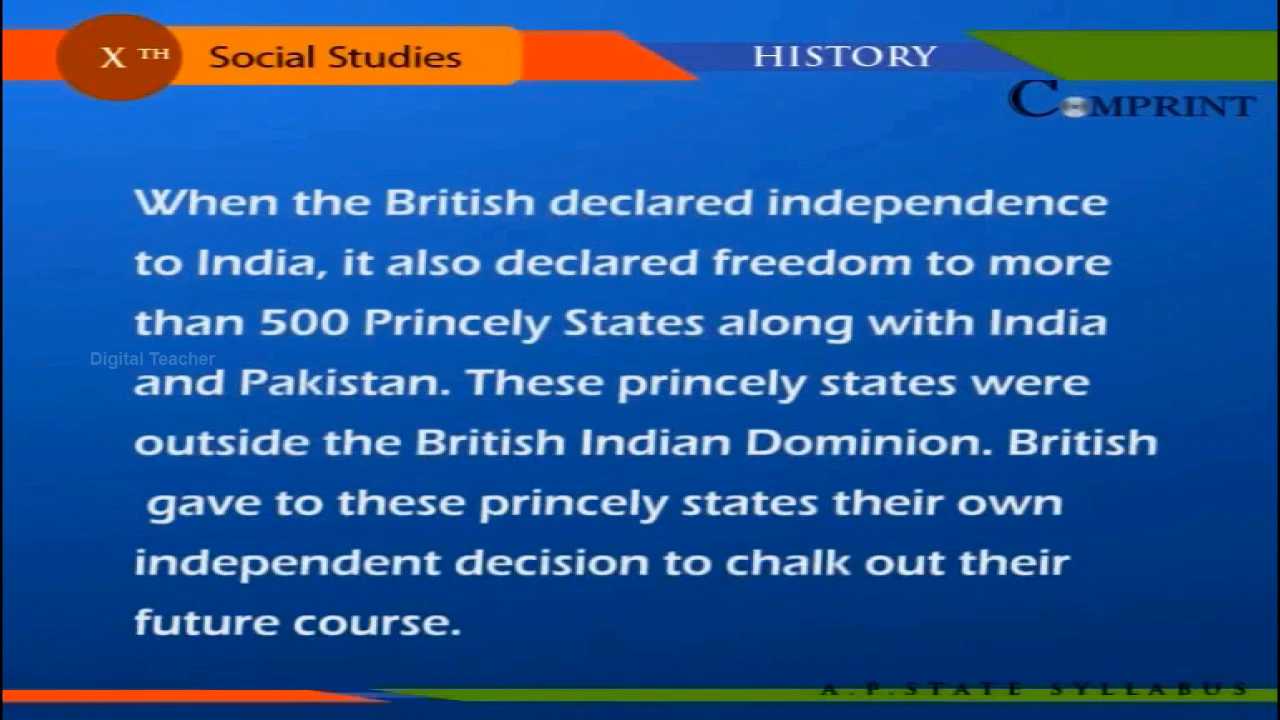 X TH Social Studies HISTORY
COMPRINT
When the British declared independence
to India, it also declared freedom to more
than 500 Princely States along with India
Digital Teacher
and Pakistan. These princely states were
outside the British Indian Dominion. British
gave to these princely states their own
independent decision to chalk out their
future course.
A.P.STATE SYLLABUS